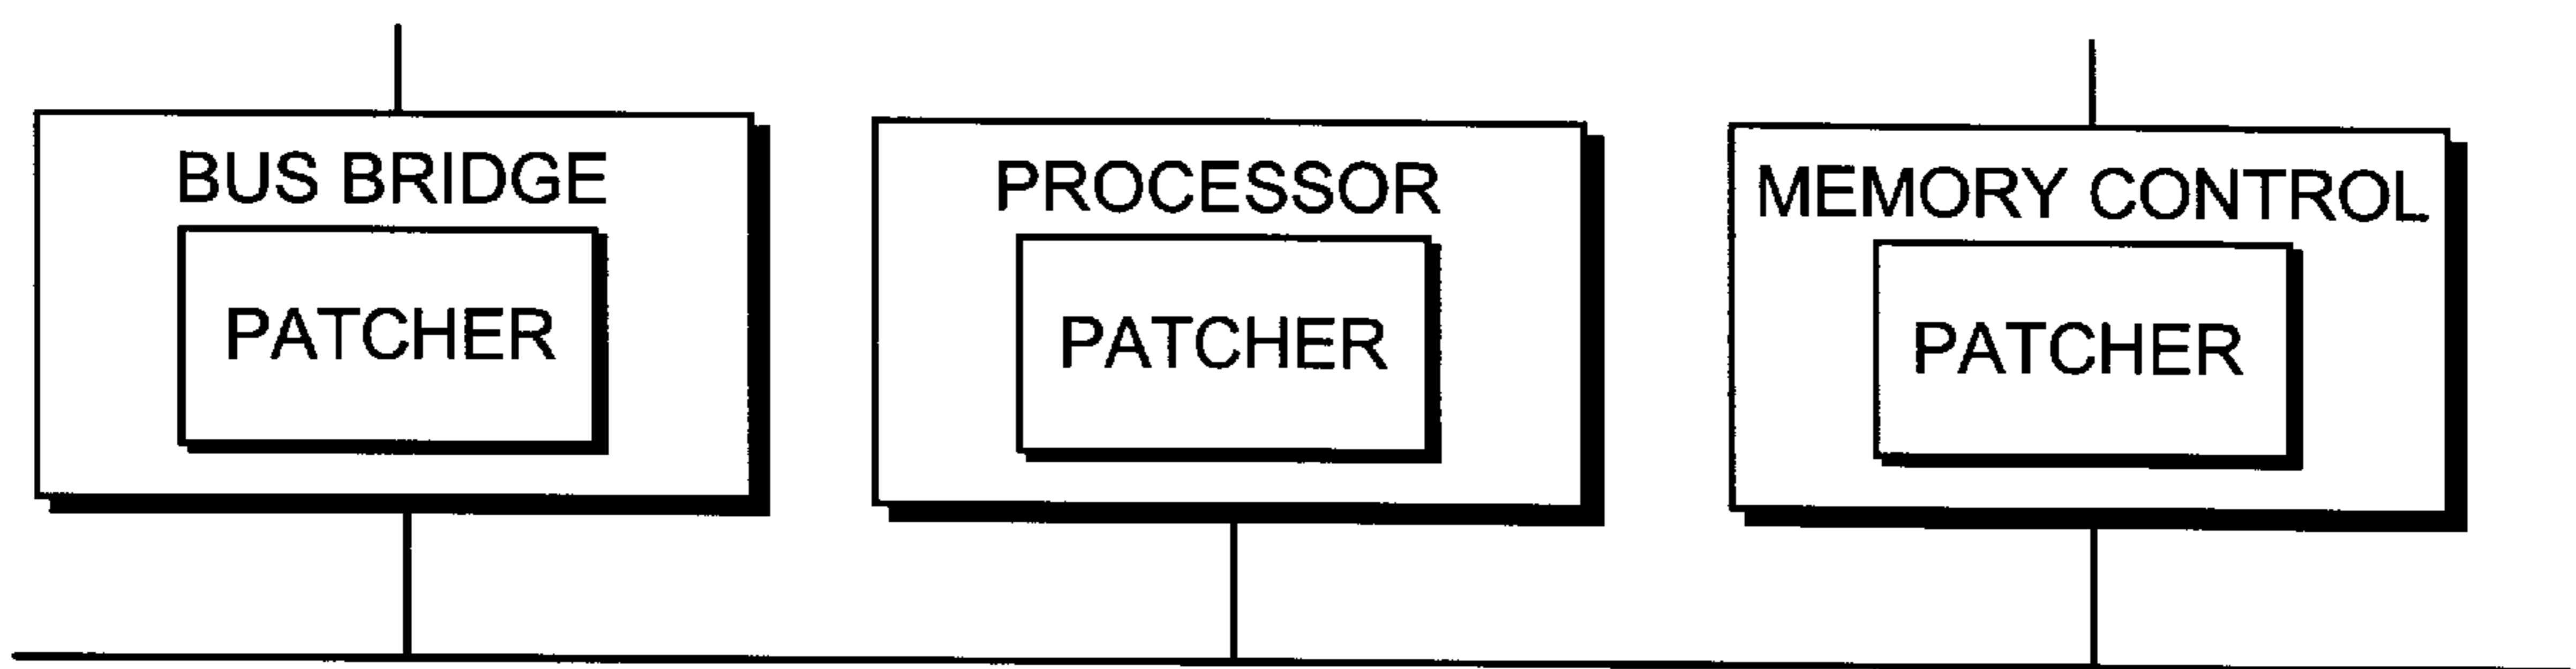 BUS BRIDGE
PATCHER
PROCESSOR
PATCHER
MEMORY CONTROL
PATCHER